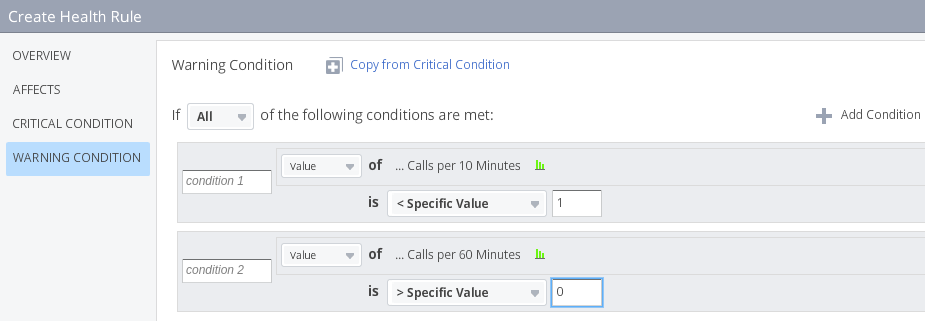 Create Health Rule
OVERVIEW
AFFECTS
CRITICAL CONDITION
WARNING CONDITION
Warning Condition Copy from Critical Condition
If All of the following conditions are met: Add Condition
condition 1
Value of ... Calls per 10 Minutes
is < Specific Value 1
condition 2
Value of ... Calls per 60 Minutes
is > Specific Value 0